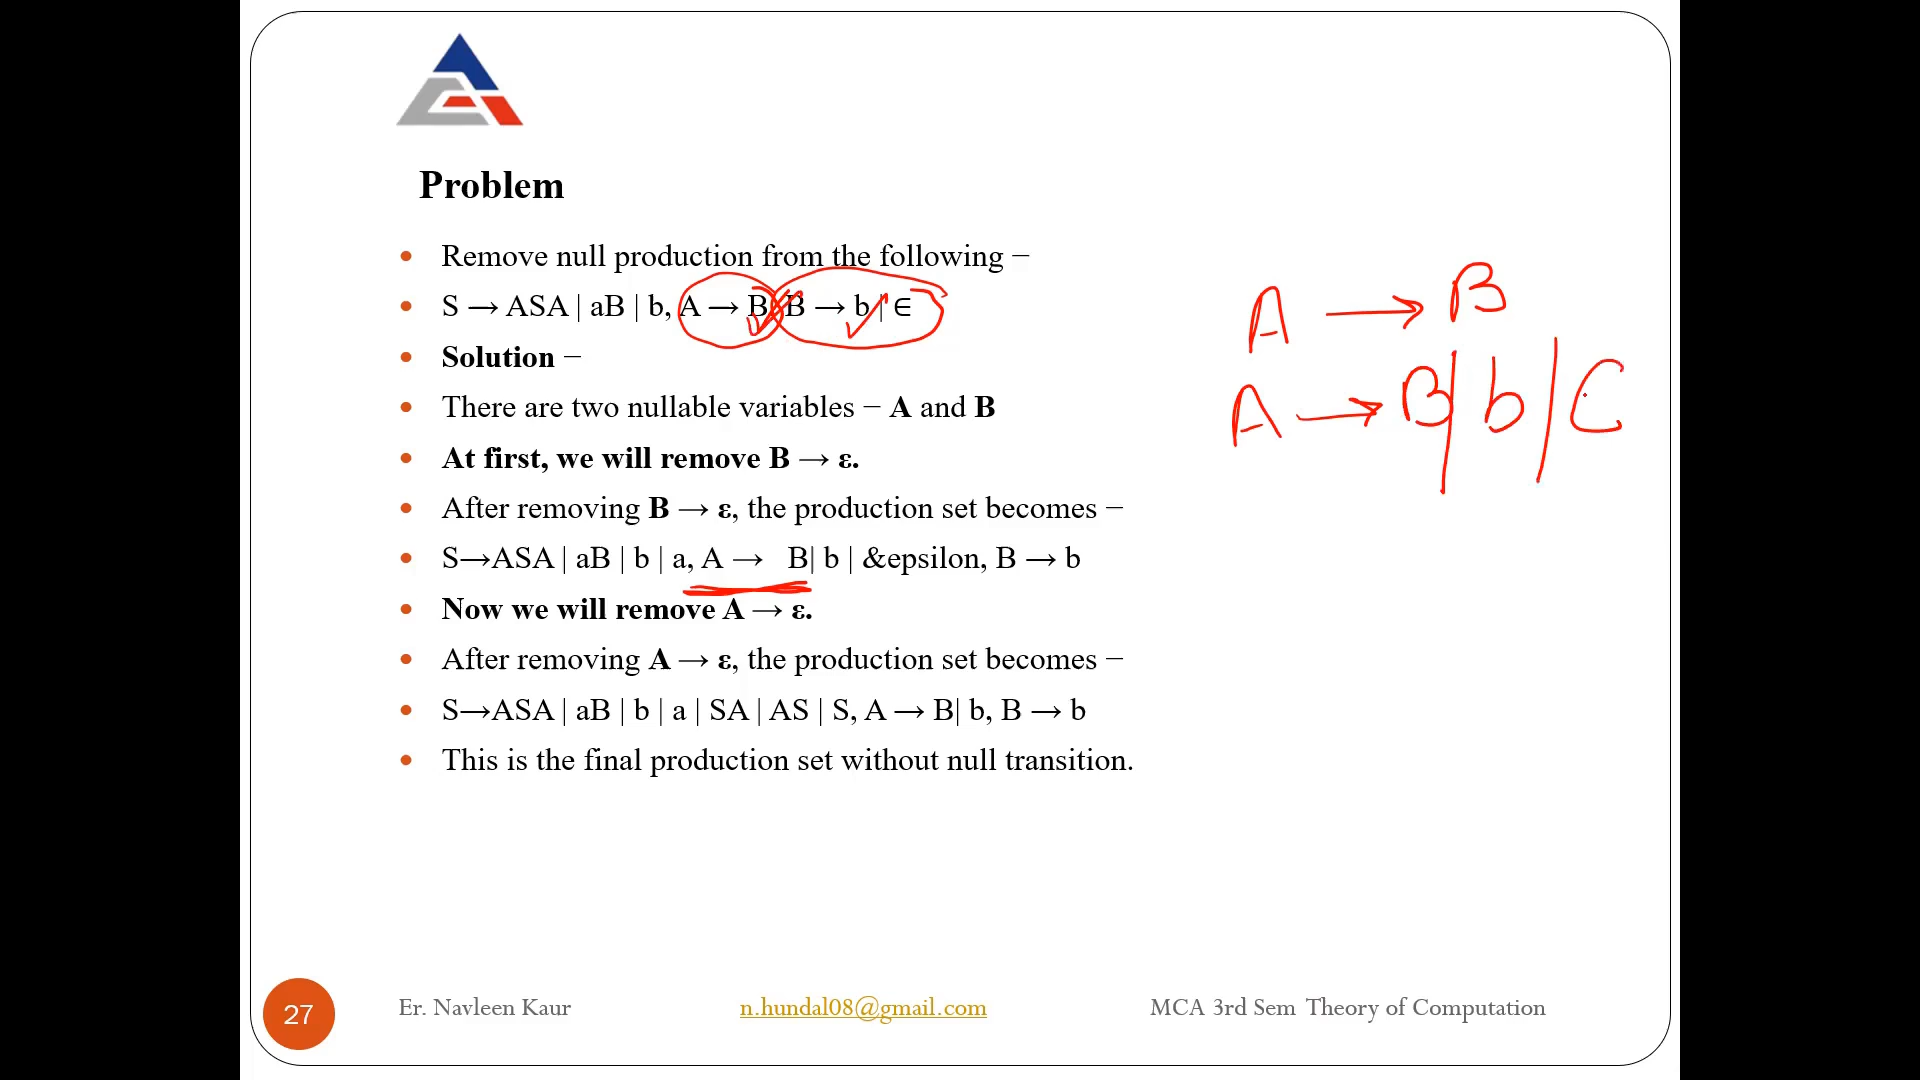 Problem
• Remove null production from the following −
• S → ASA | aB | b, A → B, B → b | ∈
• Solution −
• There are two nullable variables − A and B
• At first, we will remove B → ε.
• After removing B → ε, the production set becomes −
• S→ASA | aB | b | a, A → B| b | &epsilon, B → b
• Now we will remove A → ε.
• After removing A → ε, the production set becomes −
• S→ASA | aB | b | a | SA | AS | S, A → B| b, B → b
• This is the final production set without null transition.
A → B
A → B | b | ∈
27
Er. Navleen Kaur
n.hundal08@gmail.com
MCA 3rd Sem Theory of Computation